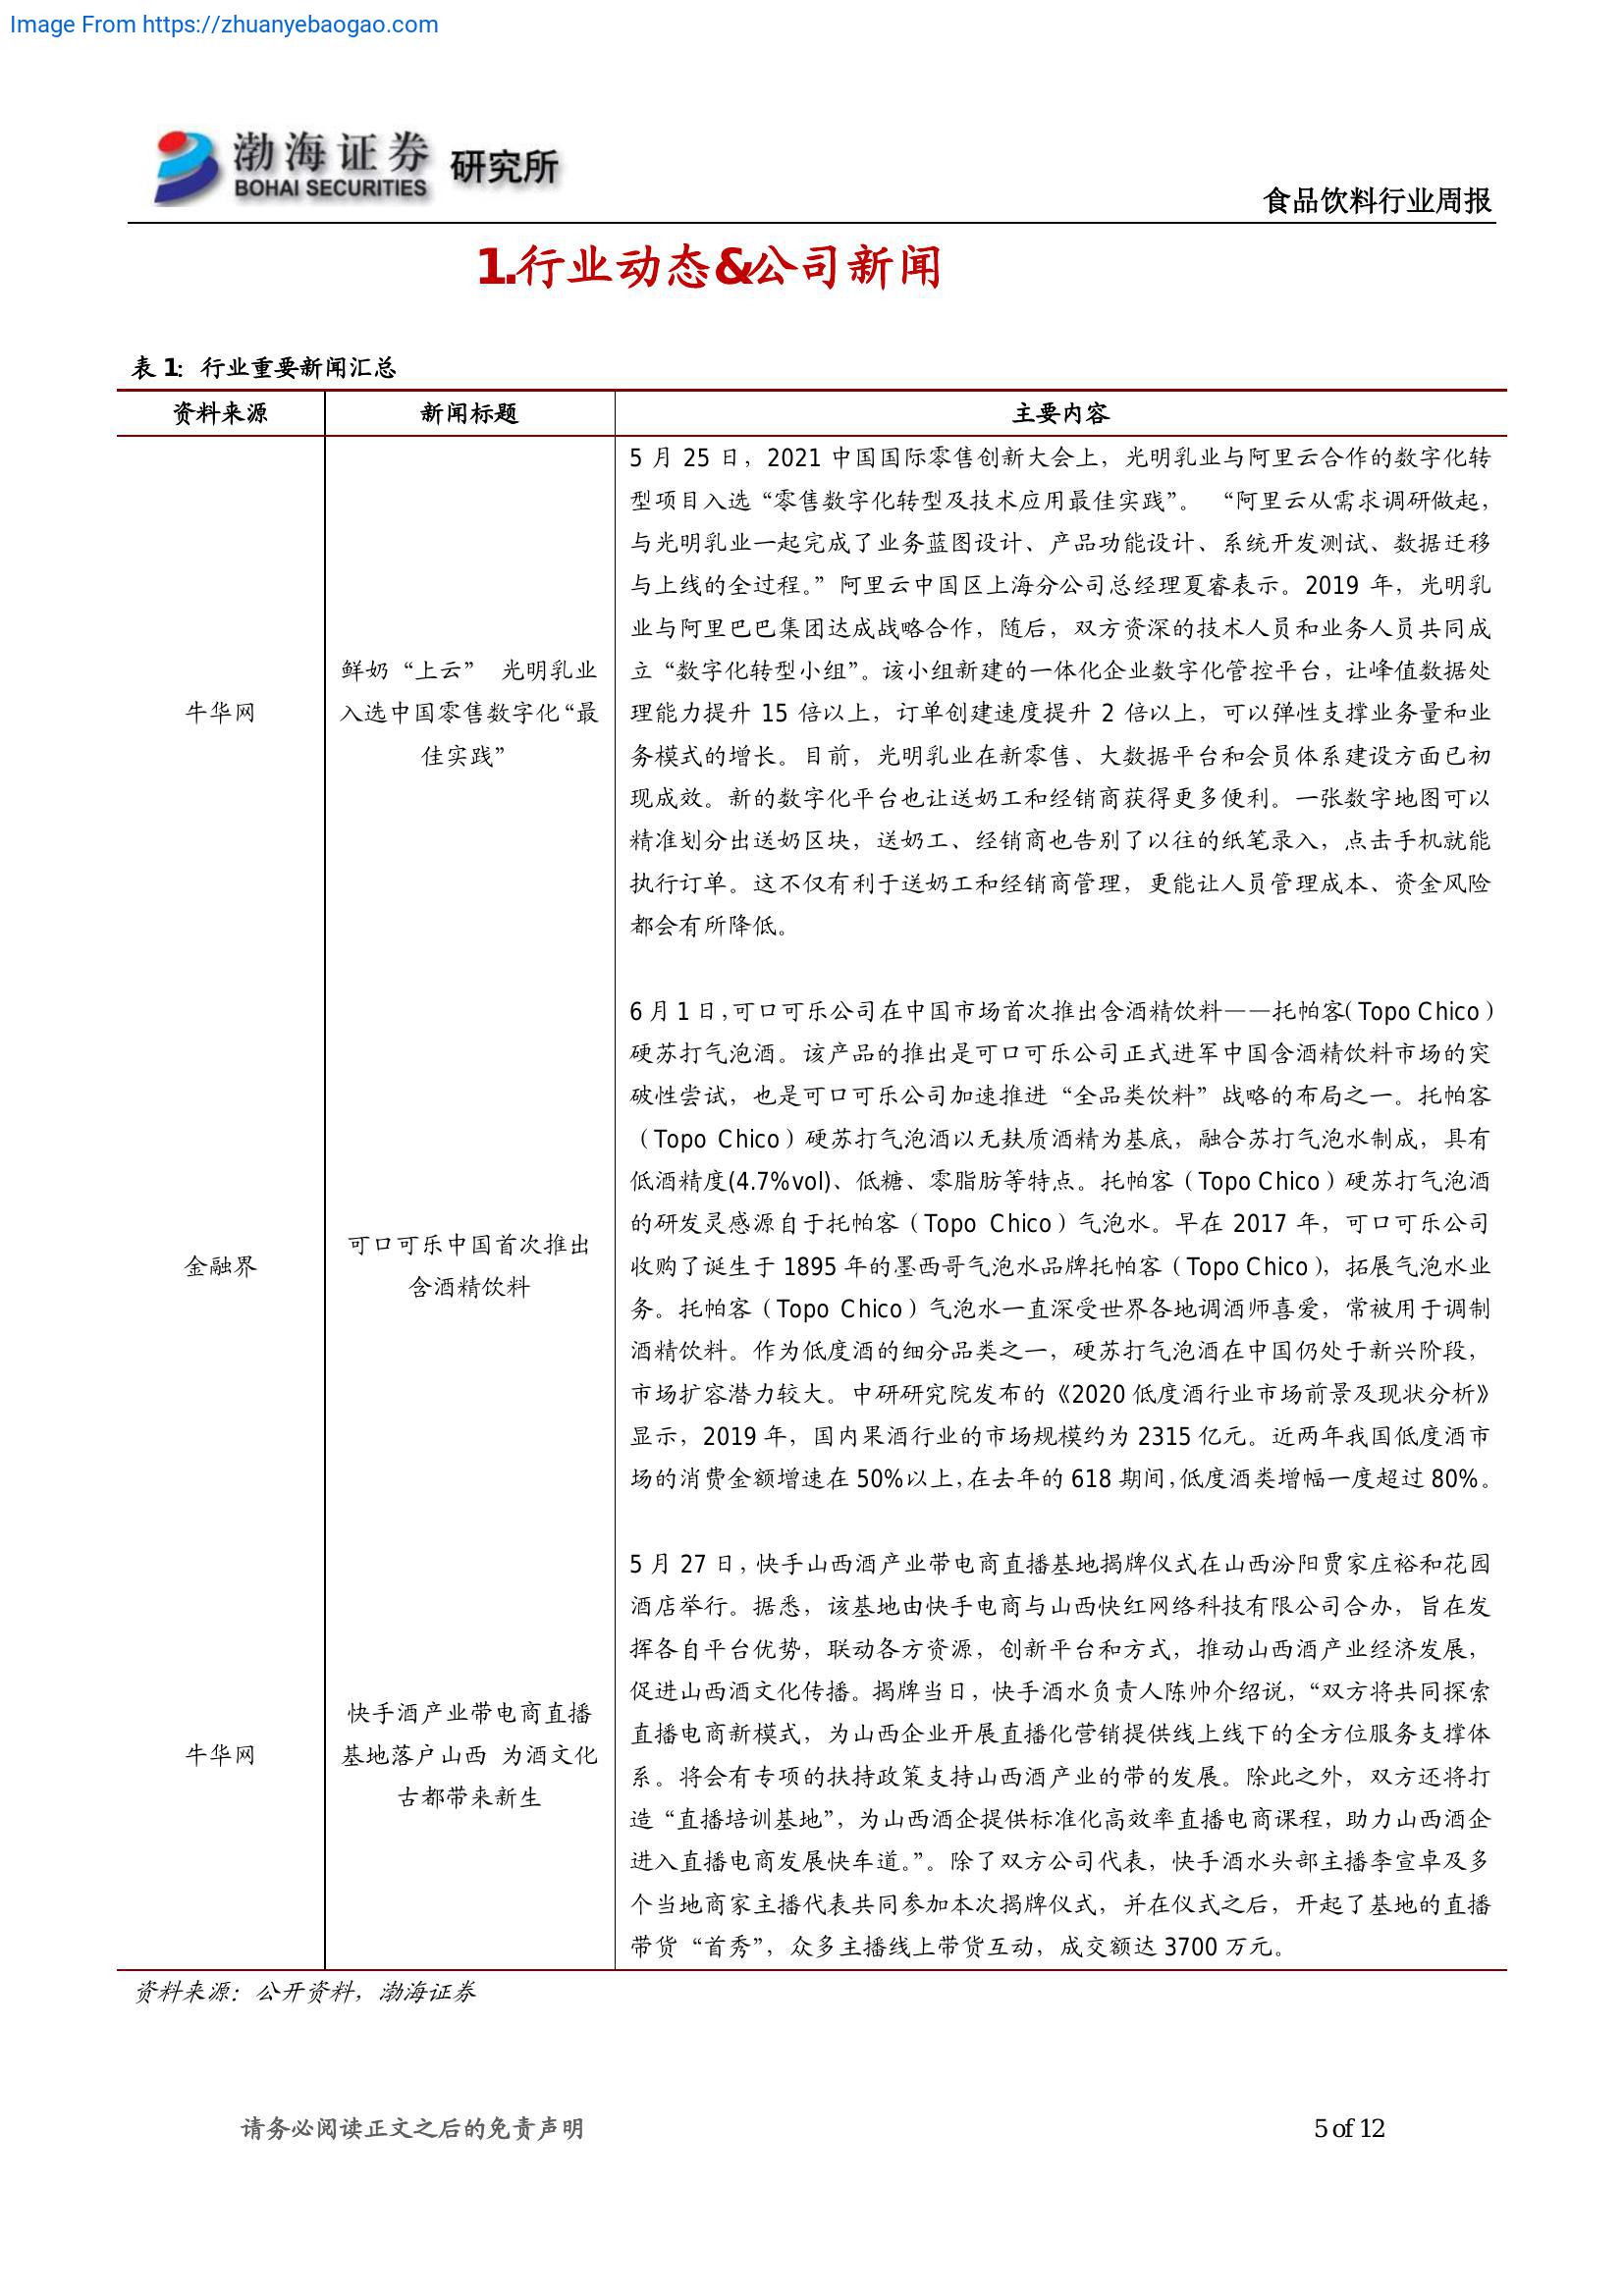 Image From https://zhuanyebaogao.com
渤海证券 研究所
BOHAI SECURITIES
食品饮料行业周报
1.行业动态&公司新闻
表 1：行业重要新闻汇总
资料来源 新闻标题 主要内容
牛华网
鲜奶“上云” 光明乳业
入选中国零售数字化“最
佳实践”
5 月 25 日，2021 中国国际零售创新大会上，光明乳业与阿里云合作的数字化转
型项目入选“零售数字化转型及技术应用最佳实践”。 “阿里云从需求调研做起，
与光明乳业一起完成了业务蓝图设计、产品功能设计、系统开发测试、数据迁移
与上线的全过程。”阿里云中国区上海分公司总经理夏睿表示。2019 年，光明乳
业与阿里巴巴集团达成战略合作，随后，双方资深的技术人员和业务人员共同成
立“数字化转型小组”。该小组新建的一体化企业数字化管控平台，让峰值数据处
理能力提升 15 倍以上，订单创建速度提升 2 倍以上，可以弹性支撑业务量和业
务模式的增长。目前，光明乳业在新零售、大数据平台和会员体系建设方面已初
现成效。新的数字化平台也让送奶工和经销商获得更多便利。一张数字地图可以
精准划分出送奶区块，送奶工、经销商也告别了以往的纸笔录入，点击手机就能
执行订单。这不仅有利于送奶工和经销商管理，更能让人员管理成本、资金风险
都会有所降低。
金融界
可口可乐中国首次推出
含酒精饮料
6 月 1 日，可口可乐公司在中国市场首次推出含酒精饮料——托帕客（Topo Chico）
硬苏打气泡酒。该产品的推出是可口可乐公司正式进军中国含酒精饮料市场的突
破性尝试，也是可口可乐公司加速推进“全品类饮料”战略的布局之一。托帕客
（Topo Chico）硬苏打气泡酒以无麸质酒精为基底，融合苏打气泡水制成，具有
低酒精度(4.7%vol)、低糖、零脂肪等特点。托帕客（Topo Chico）硬苏打气泡酒
的研发灵感源自于托帕客（Topo Chico）气泡水。早在 2017 年，可口可乐公司
收购了诞生于 1895 年的墨西哥气泡水品牌托帕客（Topo Chico），拓展气泡水业
务。托帕客（Topo Chico）气泡水一直深受世界各地调酒师喜爱，常被用于调制
酒精饮料。作为低度酒的细分品类之一，硬苏打气泡酒在中国仍处于新兴阶段，
市场扩容潜力较大。中研研究院发布的《2020 低度酒行业市场前景及现状分析》
显示，2019 年，国内果酒行业的市场规模约为 2315 亿元。近两年我国低度酒市
场的消费金额增速在 50%以上，在去年的 618 期间，低度酒类增幅一度超过 80%。
牛华网
快手酒产业带电商直播
基地落户山西 为酒文化
古都带来新生
5 月 27 日，快手山西酒产业带电商直播基地揭牌仪式在山西汾阳贾家庄裕和花园
酒店举行。据悉，该基地由快手电商与山西快红网络科技有限公司合办，旨在发
挥各自平台优势，联动各方资源，创新平台和方式，推动山西酒产业经济发展，
促进山西酒文化传播。揭牌当日，快手酒水负责人陈帅介绍说，“双方将共同探索
直播电商新模式，为山西企业开展直播化营销提供线上线下的全方位服务支撑体
系。将会有专项的扶持政策支持山西酒产业的带的发展。除此之外，双方还将打
造“直播培训基地”，为山西酒企提供标准化高效率直播电商课程，助力山西酒企
进入直播电商发展快车道。”。除了双方公司代表，快手酒水头部主播李宣卓及多
个当地商家主播代表共同参加本次揭牌仪式，并在仪式之后，开起了基地的直播
带货“首秀”，众多主播线上带货互动，成交额达 3700 万元。
资料来源：公开资料，渤海证券
请务必阅读正文之后的免责声明
5 of 12